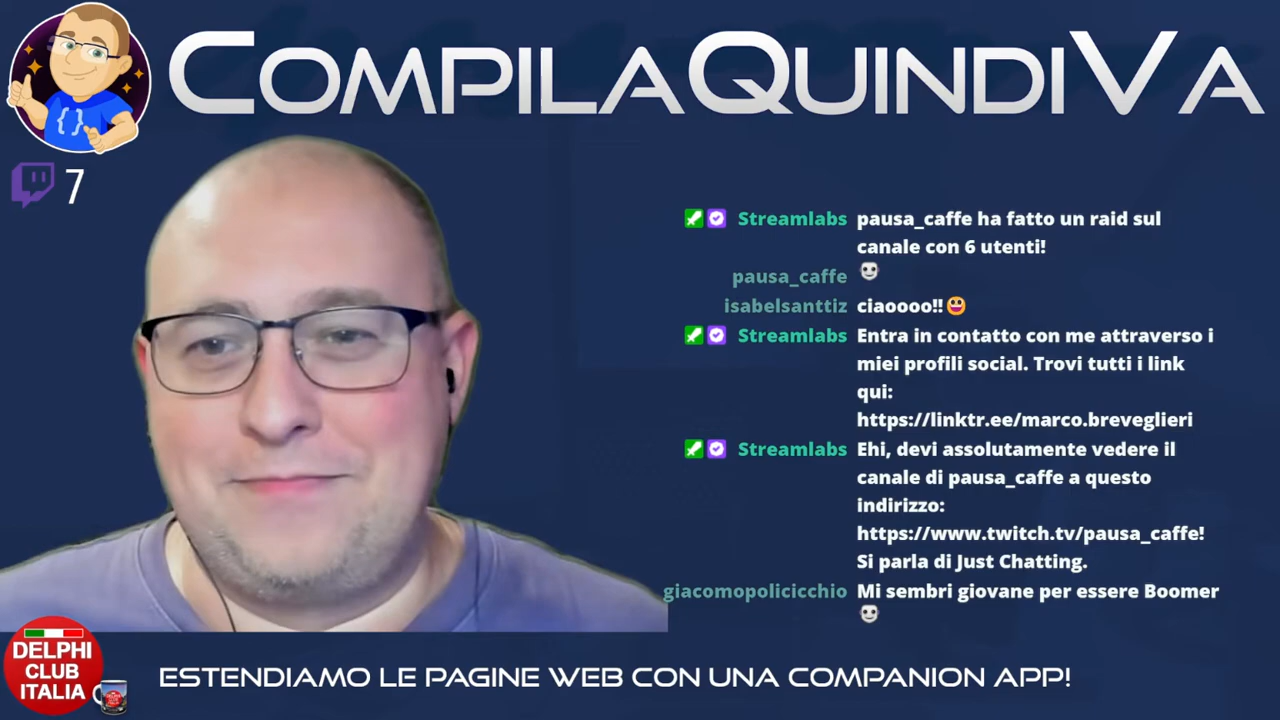 COMPILAQUINDIVA
{ }
7
Streamlabs pausa_caffe ha fatto un raid sul
canale con 6 utenti!
pausa_caffe
isabelsanttiz ciaoooo!!
Streamlabs Entra in contatto con me attraverso i
miei profili social. Trovi tutti i link
qui:
https://linktr.ee/marco.breveglieri
Streamlabs Ehi, devi assolutamente vedere il
canale di pausa_caffe a questo
indirizzo:
https://www.twitch.tv/pausa_caffe!
Si parla di Just Chatting.
giacomopolicicchio Mi sembri giovane per essere Boomer
DELPHI
CLUB
ITALIA
ESTENDIAMO LE PAGINE WEB CON UNA COMPANION APP!